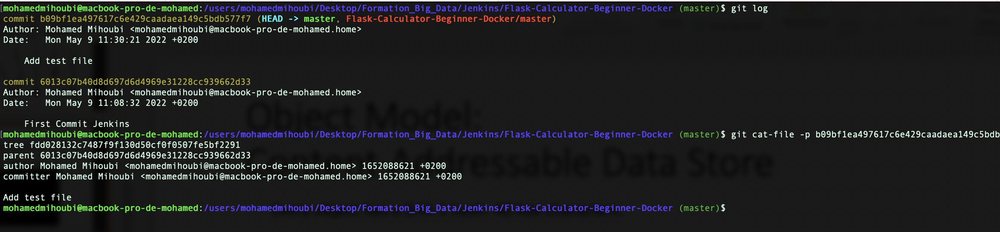 mohamedmihoubi@macbook-pro-de-mohamed:/users/mohamedmihoubi/Desktop/Formation_Big_Data/Jenkins/Flask-Calculator-Beginner-Docker (master)$ git log
commit b09bf1ea497617c6e429caadaea149c5bdb577f7 (HEAD -> master, Flask-Calculator-Beginner-Docker/master)
Author: Mohamed Mihoubi <mohamedmihoubi@macbook-pro-de-mohamed.home>
Date:   Mon May 9 11:30:21 2022 +0200
    Add test file
commit 6013c07b40d8d697d6d4969e31228cc939662d33
Author: Mohamed Mihoubi <mohamedmihoubi@macbook-pro-de-mohamed.home>
Date:   Mon May 9 11:08:32 2022 +0200
Object Model:
    First Commit Jenkins
mohamedmihoubi@macbook-pro-de-mohamed:/users/mohamedmihoubi/Desktop/Formation_Big_Data/Jenkins/Flask-Calculator-Beginner-Docker (master)$ git cat-file -p b09bf1ea497617c6e429caadaea149c5bdb
tree fdd028132c7487f9f130d50cf0f0507fe5bf2291
parent 6013c07b40d8d697d6d4969e31228cc939662d33
Content Addressable Data Store
author Mohamed Mihoubi <mohamedmihoubi@macbook-pro-de-mohamed.home> 1652088621 +0200
committer Mohamed Mihoubi <mohamedmihoubi@macbook-pro-de-mohamed.home> 1652088621 +0200
Add test file
mohamedmihoubi@macbook-pro-de-mohamed:/users/mohamedmihoubi/Desktop/Formation_Big_Data/Jenkins/Flask-Calculator-Beginner-Docker (master)$